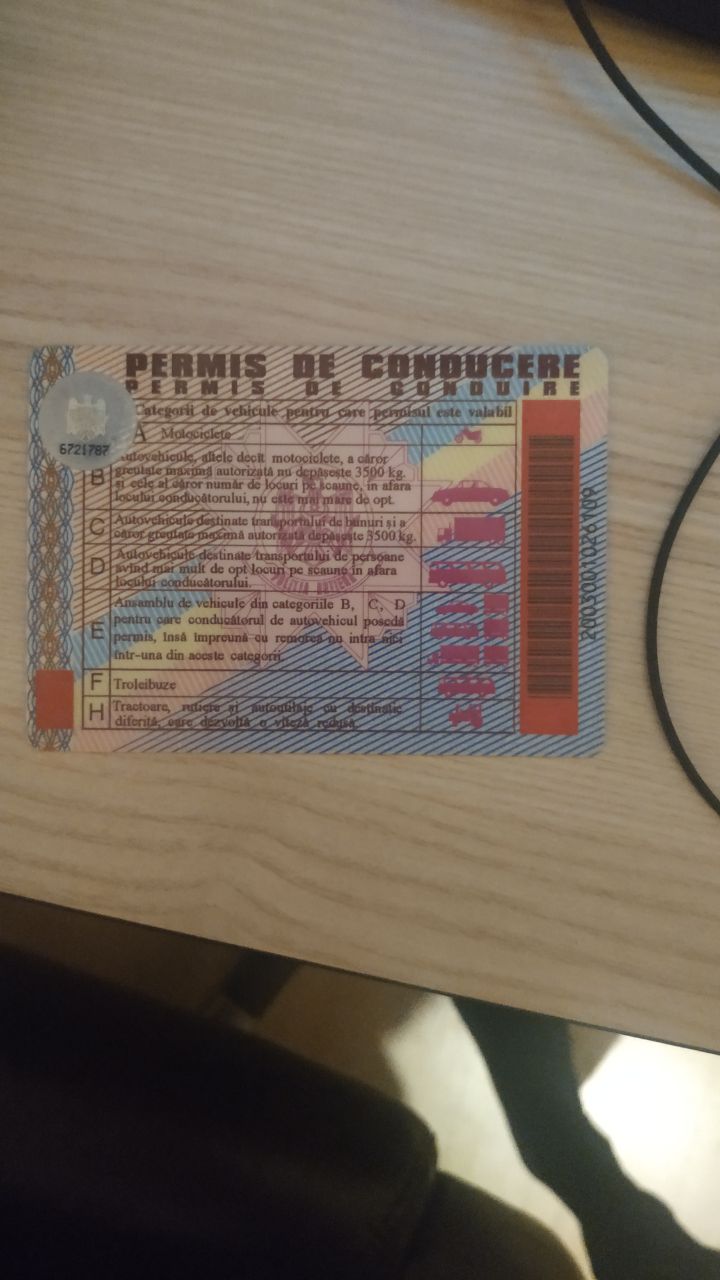 PERMIS DE CONDUCERE
PERMIS DE CONDUIRE
Categorii de vehicule pentru care permisul este valabil
A Motociclete
B Autovehicule, altele decît motociclete, a căror
greutate maximă autorizată nu depăşeşte 3500 kg.
şi cele al căror număr de locuri pe scaune, în afara
locului conducătorului, nu este mai mare de opt.
C Autovehicule destinate transportului de bunuri şi a
căror greutate maximă autorizată depăşeşte 3500 kg.
D Autovehicule destinate transportului de persoane
avînd mai mult de opt locuri pe scaune în afara
locului conducătorului.
E Ansamblu de vehicule din categoriile B, C, D
pentru care conducătorul de autovehicul posedă
permis, însă împreună cu remorca nu intră nici
într-una din aceste categorii.
F Troleibuze
H Tractoare, rutiere şi autoutilaje cu destinaţie
diferită, care dezvoltă o viteză redusă.
6721787
POLIŢIA RUTIERĂ